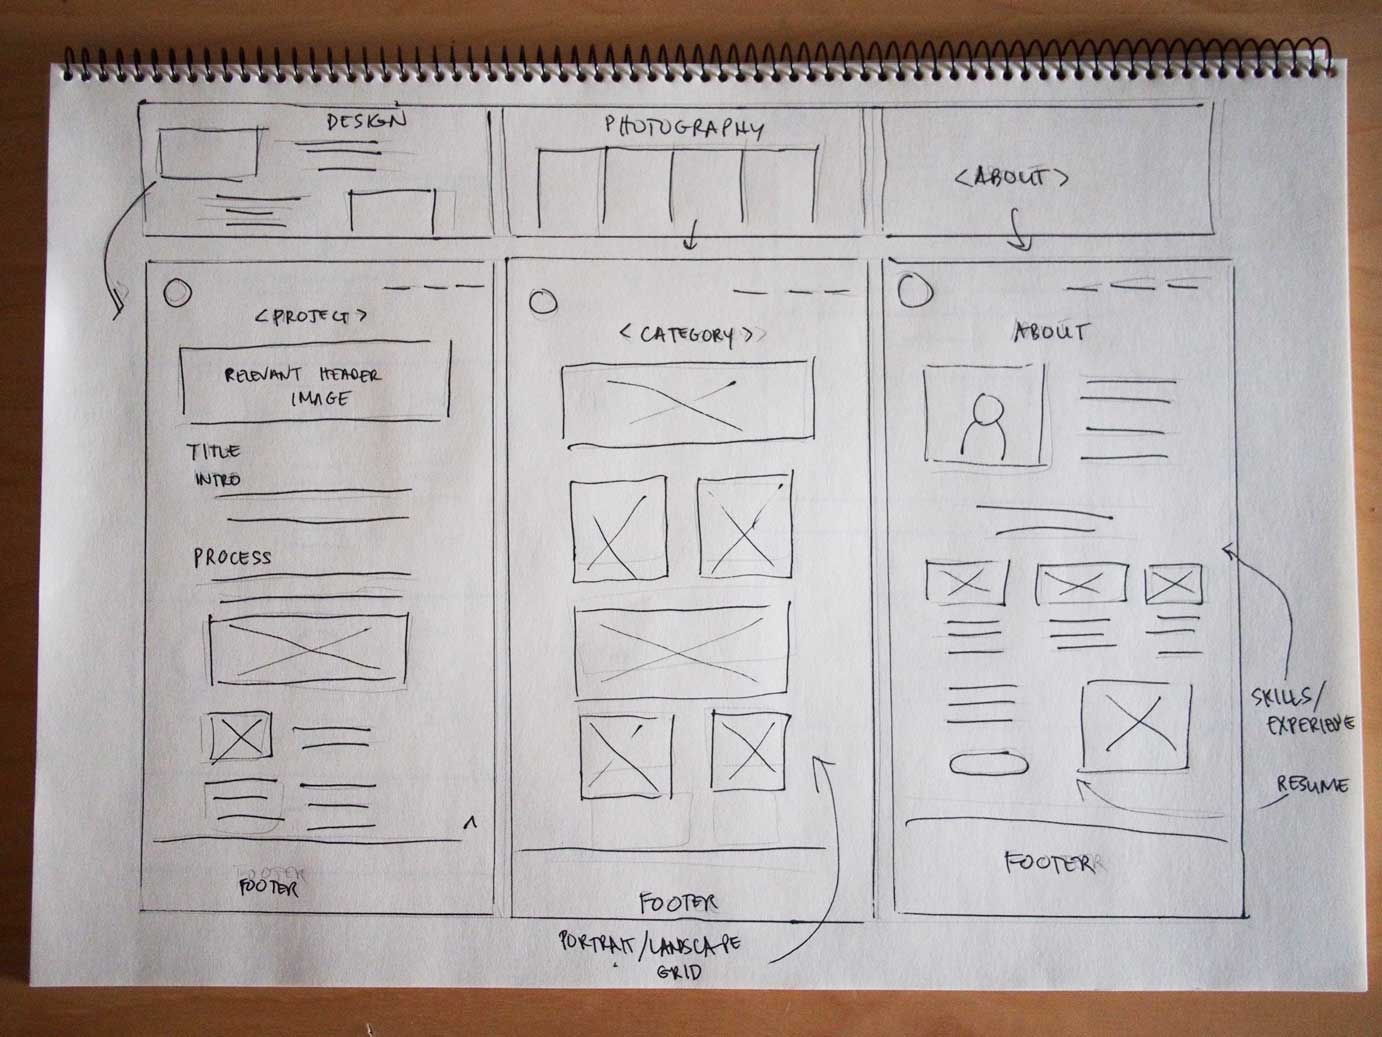 DESIGN
PHOTOGRAPHY
<ABOUT>
<PROJECT>
RELEVANT HEADER
IMAGE
TITLE
INTRO
PROCESS
FOOTER
<CATEGORY>
FOOTER
PORTRAIT/LANDSCAPE
GRID
ABOUT
SKILLS/
EXPERIENCE
RESUME
FOOTER